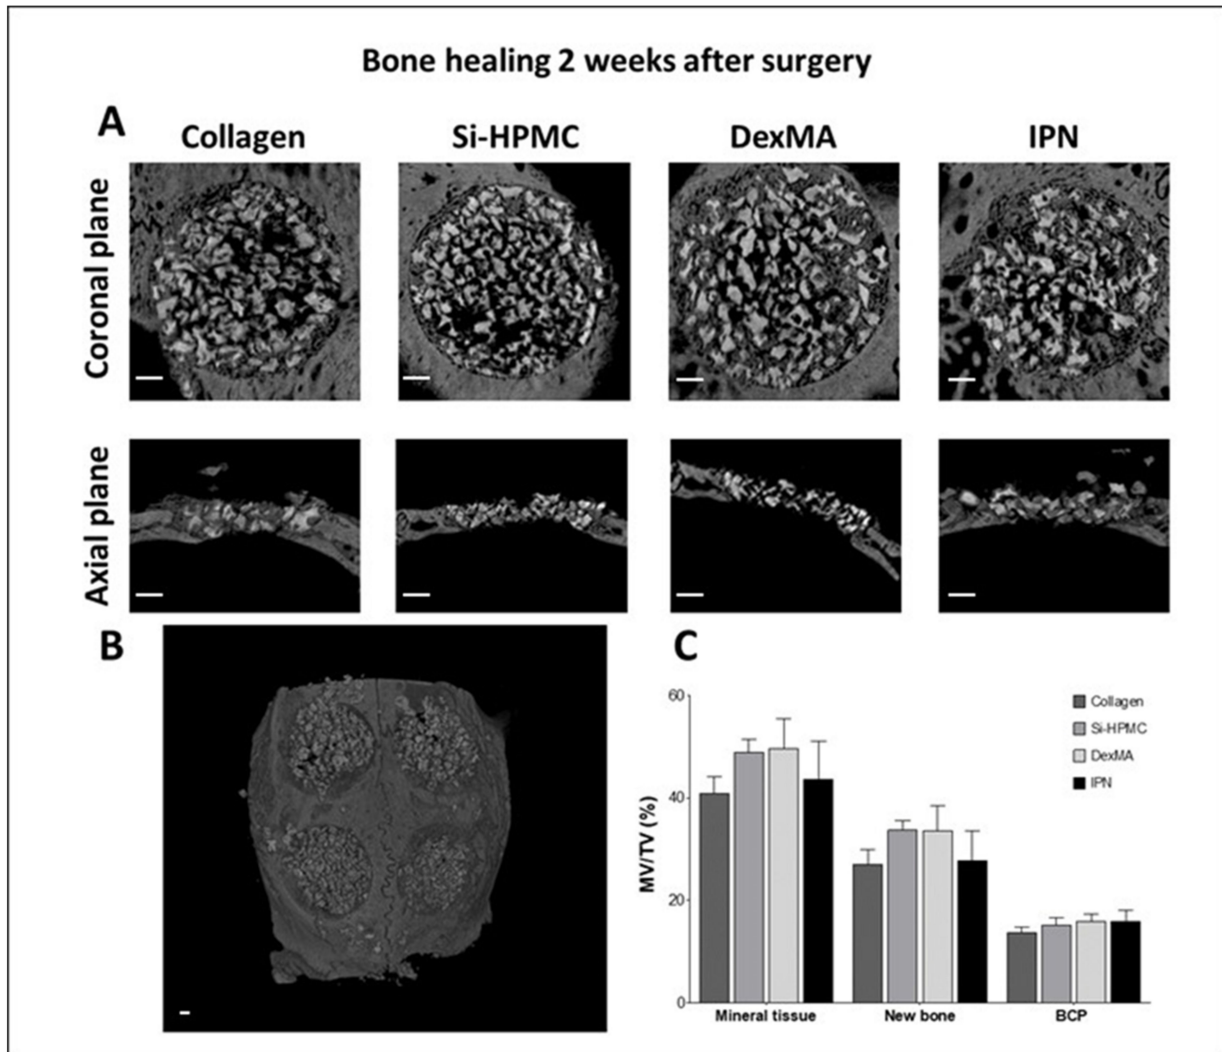 Bone healing 2 weeks after surgery
A
Collagen Si-HPMC DexMA IPN
Coronal plane
Axial plane
B
C
MV/TV (%)
60
40
20
0
Collagen
Si-HPMC
DexMA
IPN
Mineral tissue New bone BCP